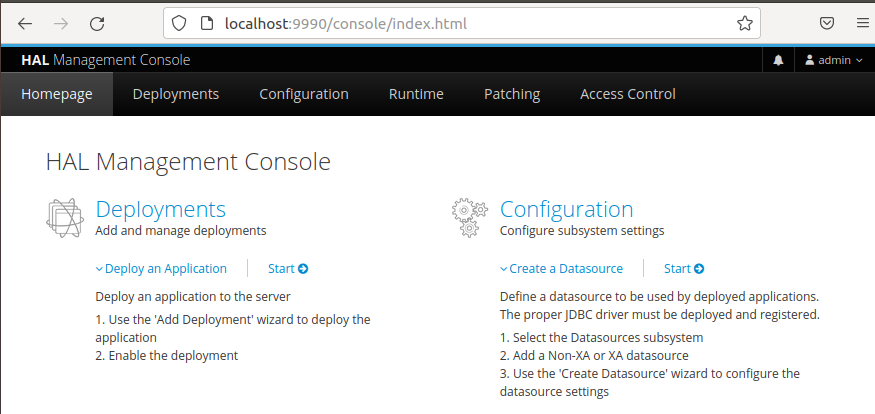 localhost:9990/console/index.html
HAL Management Console
admin
Homepage Deployments Configuration Runtime Patching Access Control
HAL Management Console
Deployments
Add and manage deployments
Deploy an Application Start
Deploy an application to the server
1. Use the 'Add Deployment' wizard to deploy the
application
2. Enable the deployment
Configuration
Configure subsystem settings
Create a Datasource Start
Define a datasource to be used by deployed applications.
The proper JDBC driver must be deployed and registered.
1. Select the Datasources subsystem
2. Add a Non-XA or XA datasource
3. Use the 'Create Datasource' wizard to configure the
datasource settings